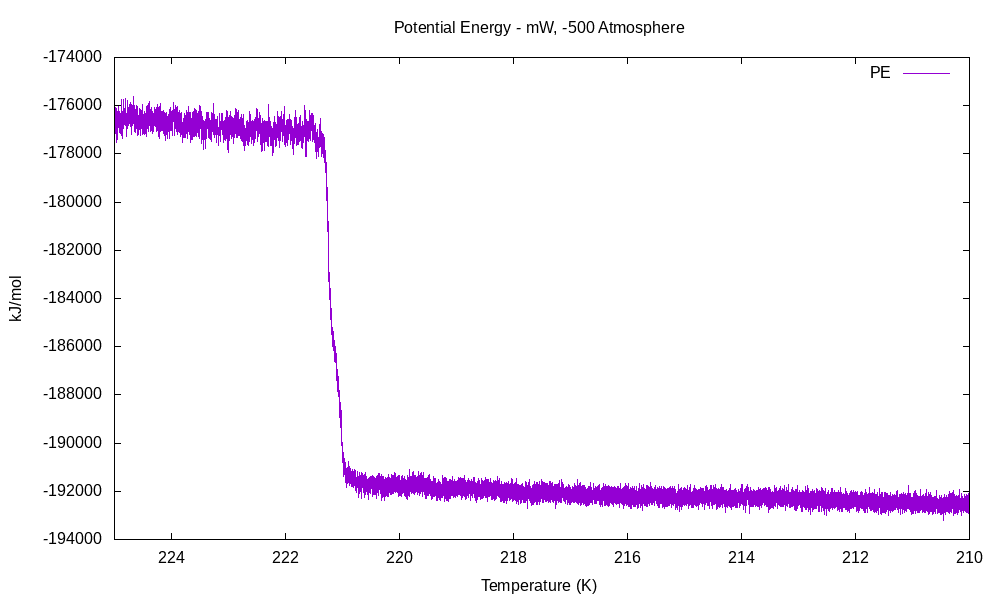 Potential Energy - mW, -500 Atmosphere
PE
-174000
-176000
-178000
-180000
-182000
-184000
-186000
-188000
-190000
-192000
-194000
kJ/mol
224 222 220 218 216 214 212 210
Temperature (K)